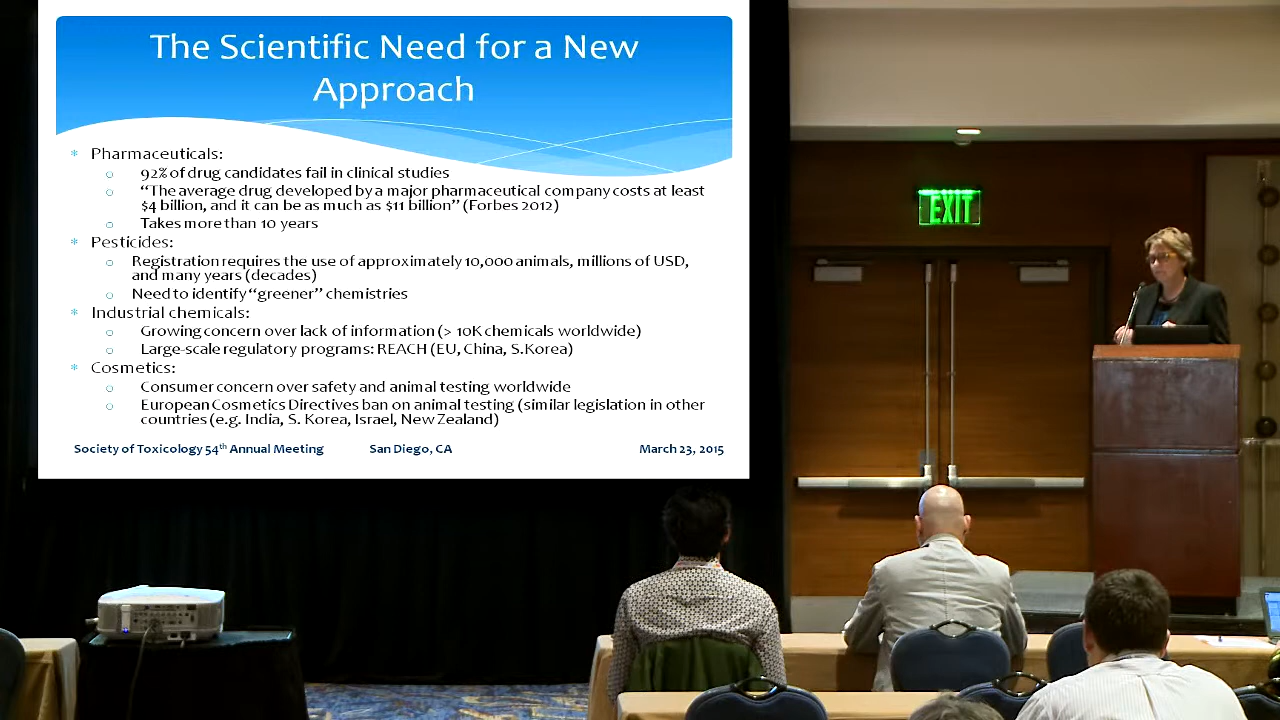 The Scientific Need for a New
Approach
* Pharmaceuticals:
o 92% of drug candidates fail in clinical studies
o “The average drug developed by a major pharmaceutical company costs at least
$4 billion, and it can be as much as $11 billion” (Forbes 2012)
o Takes more than 10 years
* Pesticides:
o Registration requires the use of approximately 10,000 animals, millions of USD,
and many years (decades)
o Need to identify “greener” chemistries
* Industrial chemicals:
o Growing concern over lack of information (> 10K chemicals worldwide)
o Large-scale regulatory programs: REACH (EU, China, S.Korea)
* Cosmetics:
o Consumer concern over safety and animal testing worldwide
o European Cosmetics Directives ban on animal testing (similar legislation in other
countries (e.g. India, S. Korea, Israel, New Zealand)
Society of Toxicology 54th Annual Meeting San Diego, CA March 23, 2015
EXIT